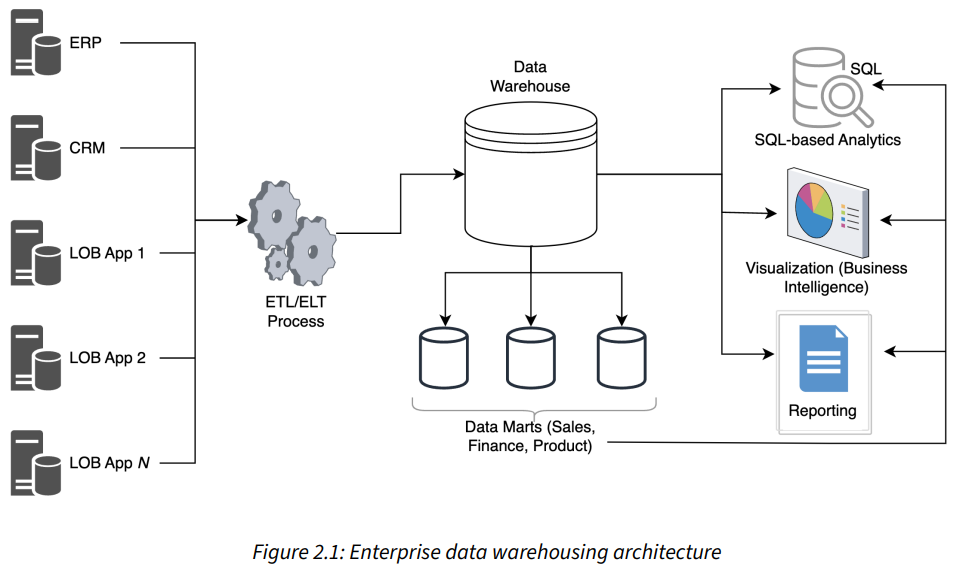 ERP
CRM
LOB App 1
LOB App 2
LOB App N
ETL/ELT
Process
Data
Warehouse
Data Marts (Sales,
Finance, Product)
SQL
SQL-based Analytics
Visualization (Business
Intelligence)
Reporting
Figure 2.1: Enterprise data warehousing architecture